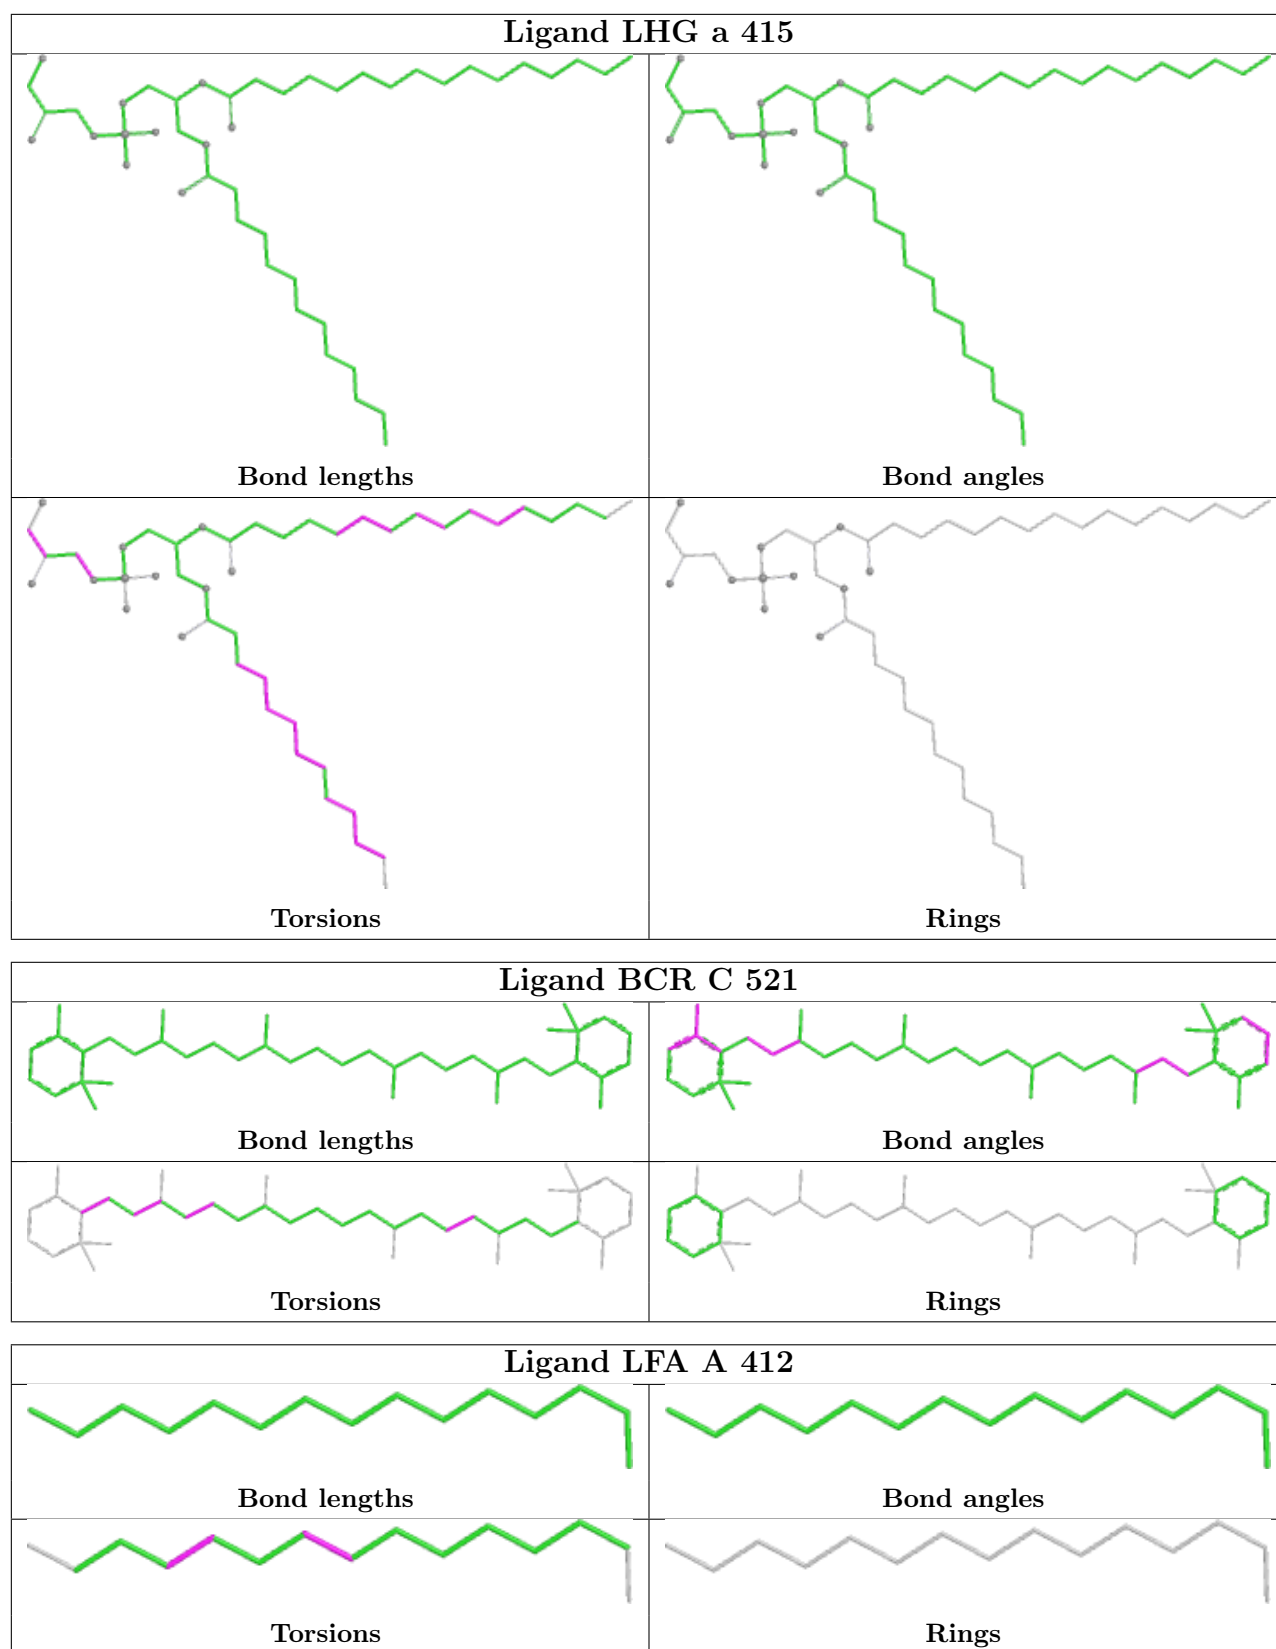 Ligand LHG a 415
Bond lengths
Bond angles
Torsions
Rings
Ligand BCR C 521
Bond lengths
Bond angles
Torsions
Rings
Ligand LFA A 412
Bond lengths
Bond angles
Torsions
Rings